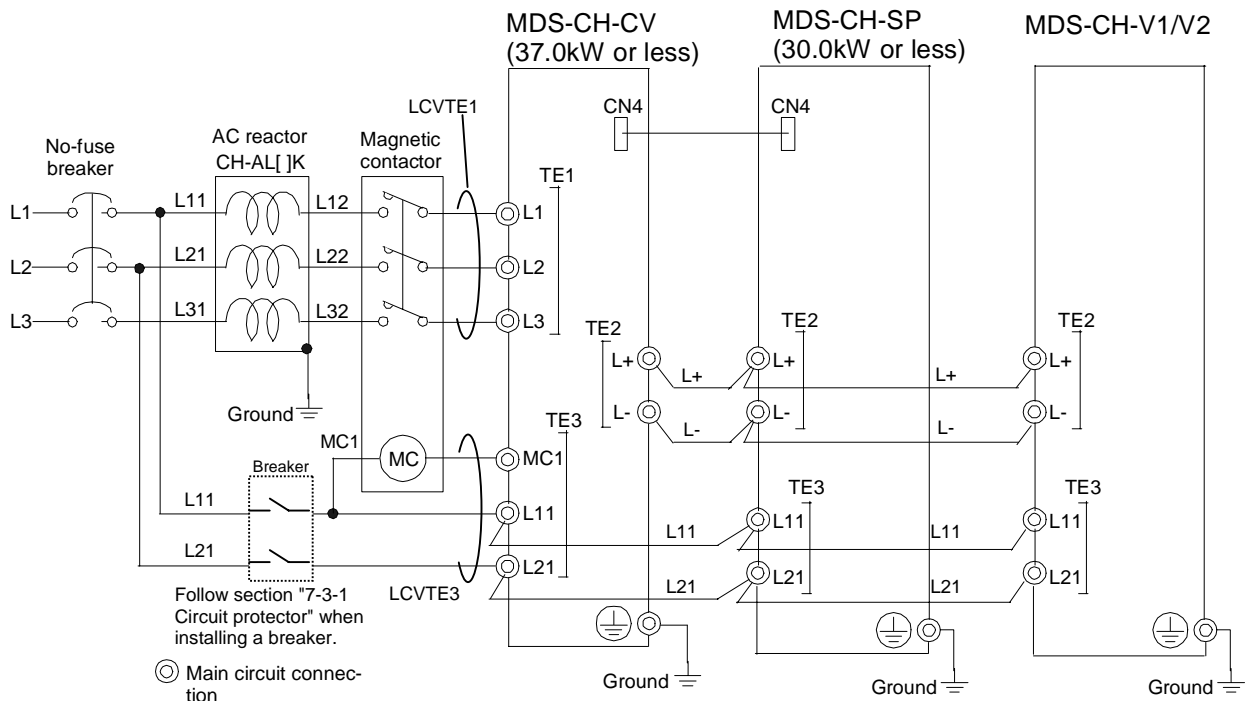 MDS-CH-CV
(37.0kW or less)
MDS-CH-SP
(30.0kW or less)
MDS-CH-V1/V2
LCVTE1
CN4
CN4
No-fuse
breaker
AC reactor
CH-AL[ ]K
Magnetic
contactor
TE1
L1
L11
L12
L1
L2
L21
L22
L2
L3
L31
L32
L3
TE2
TE2
TE2
L+
L+
L+
L+
L+
L-
L-
L-
L-
L-
Ground
TE3
MC1
MC
MC1
Breaker
TE3
TE3
L11
L11
L11
L11
L11
L11
L21
L21
L21
L21
L21
L21
LCVTE3
Follow section "7-3-1
Circuit protector" when
installing a breaker.
Main circuit connec-
tion
Ground
Ground
Ground